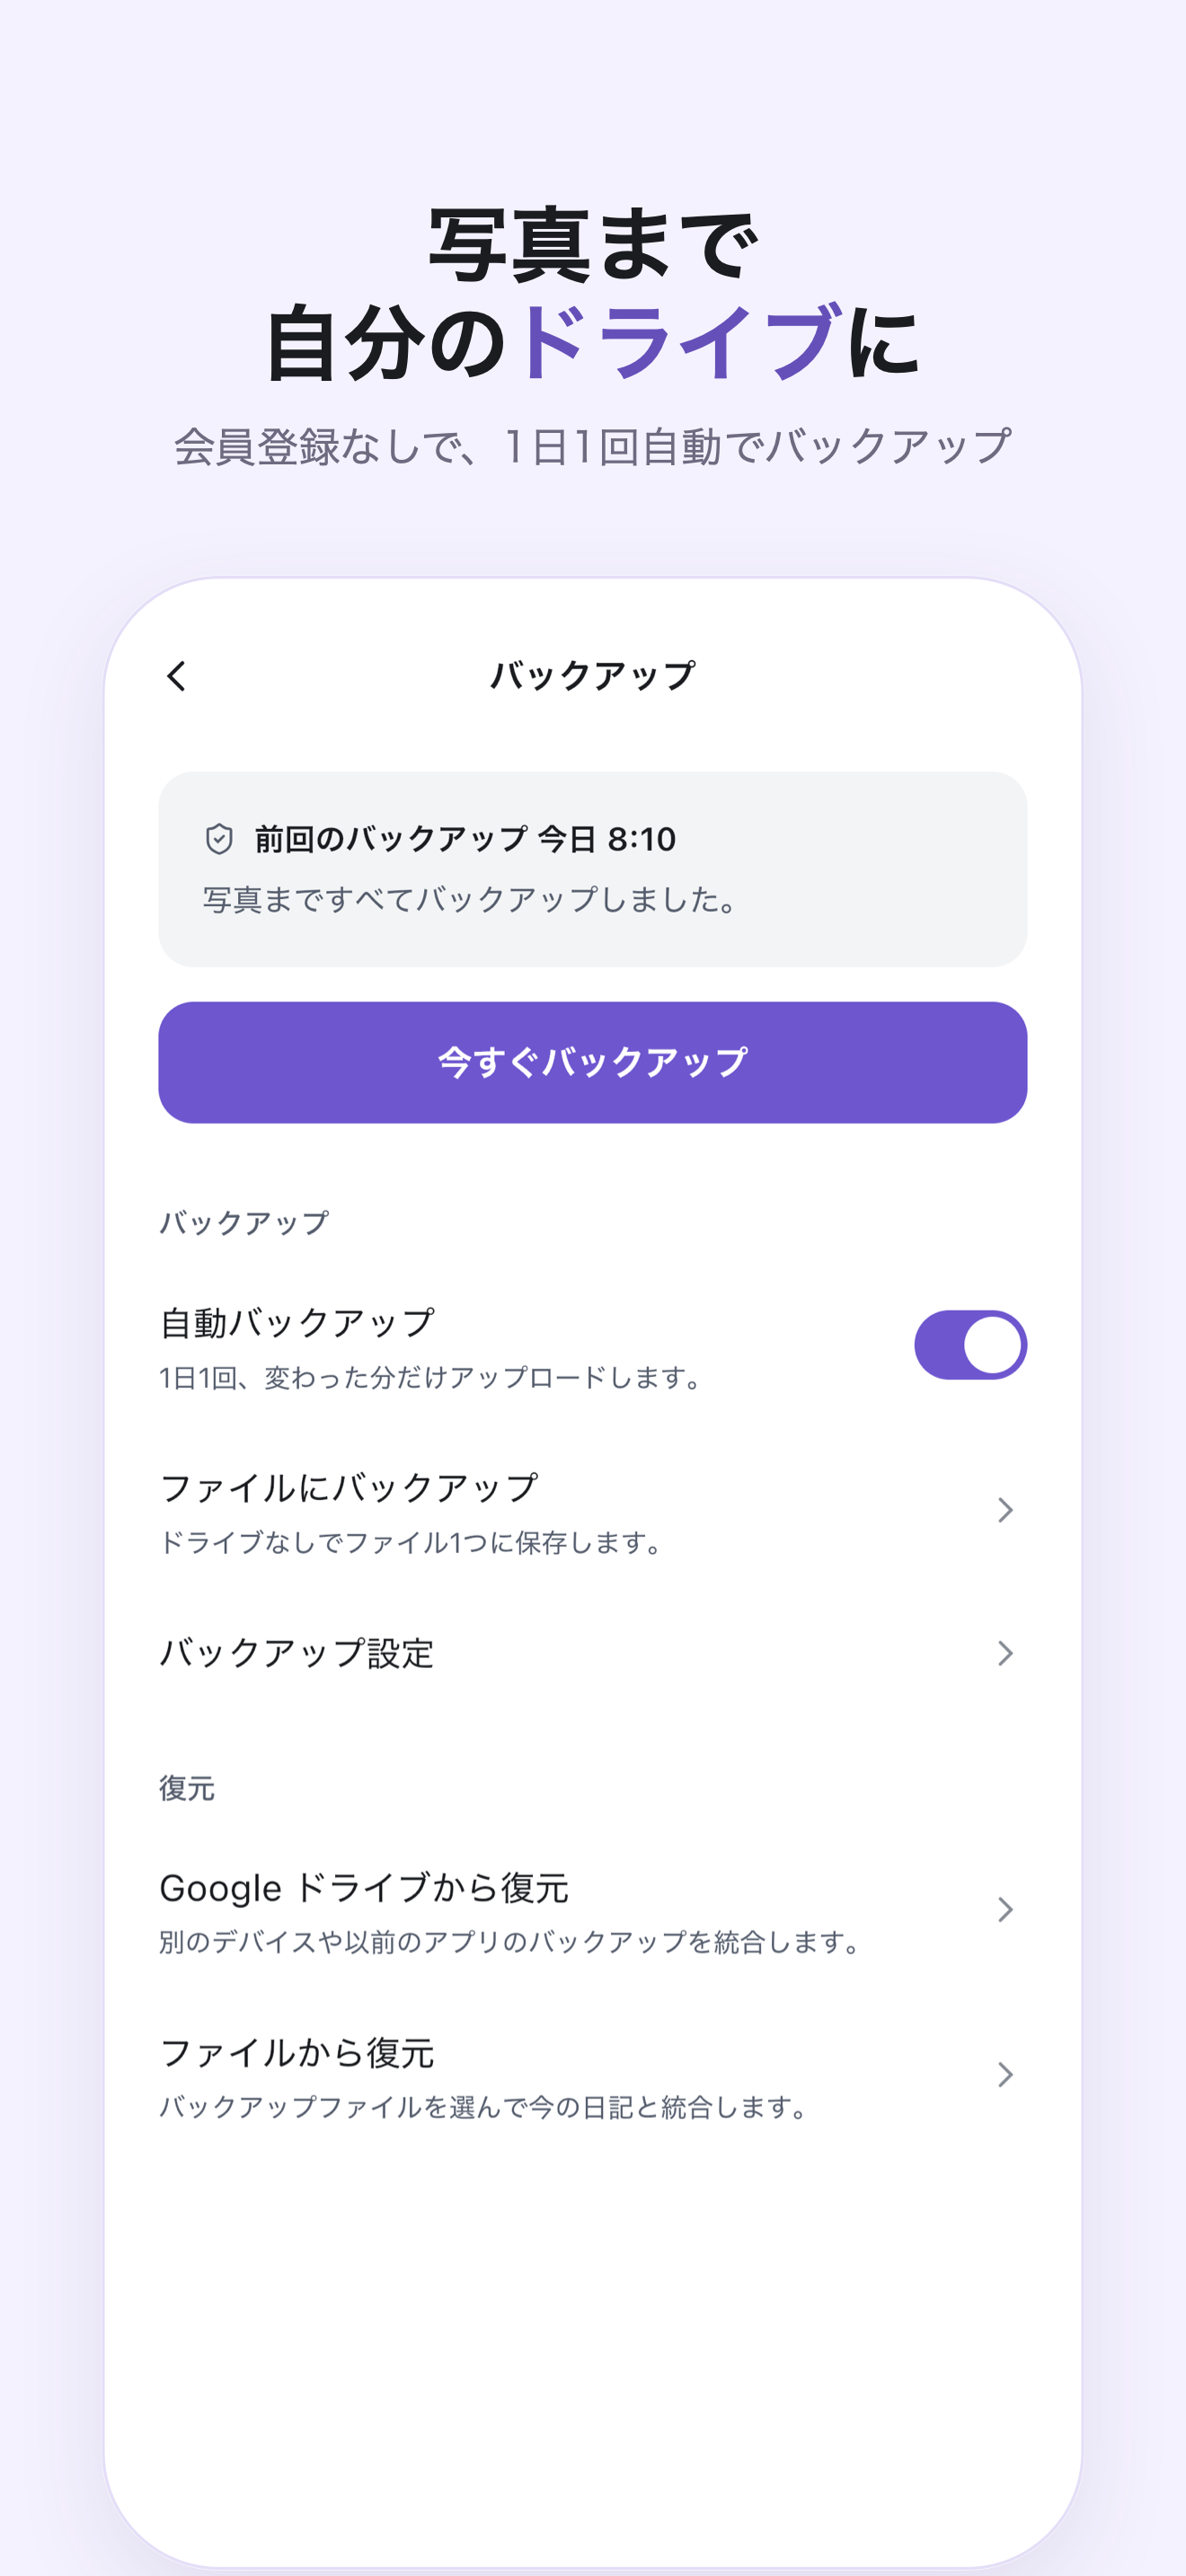 写真まで
自分のドライブに
会員登録なしで、1日1回自動でバックアップ
バックアップ
前回のバックアップ 今日 8:10
写真まですべてバックアップしました。
今すぐバックアップ
バックアップ
自動バックアップ
1日1回、変わった分だけアップロードします。
ファイルにバックアップ
ドライブなしでファイル1つに保存します。
バックアップ設定
復元
Google ドライブから復元
別のデバイスや以前のアプリのバックアップを統合します。
ファイルから復元
バックアップファイルを選んで今の日記と統合します。